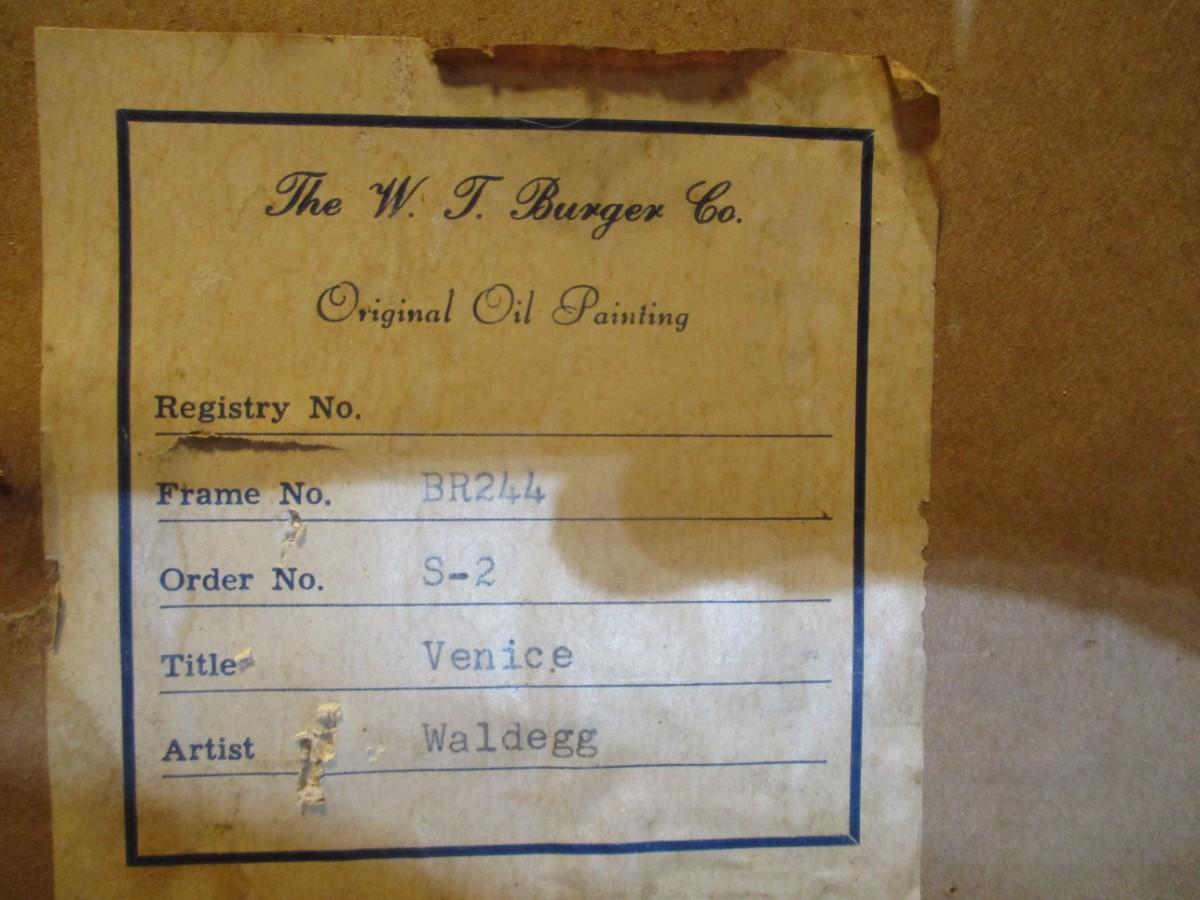 The W. T. Burger Co.
Original Oil Painting
Registry No.
Frame No. BR244
Order No. S-2
Title Venice
Artist Waldegg